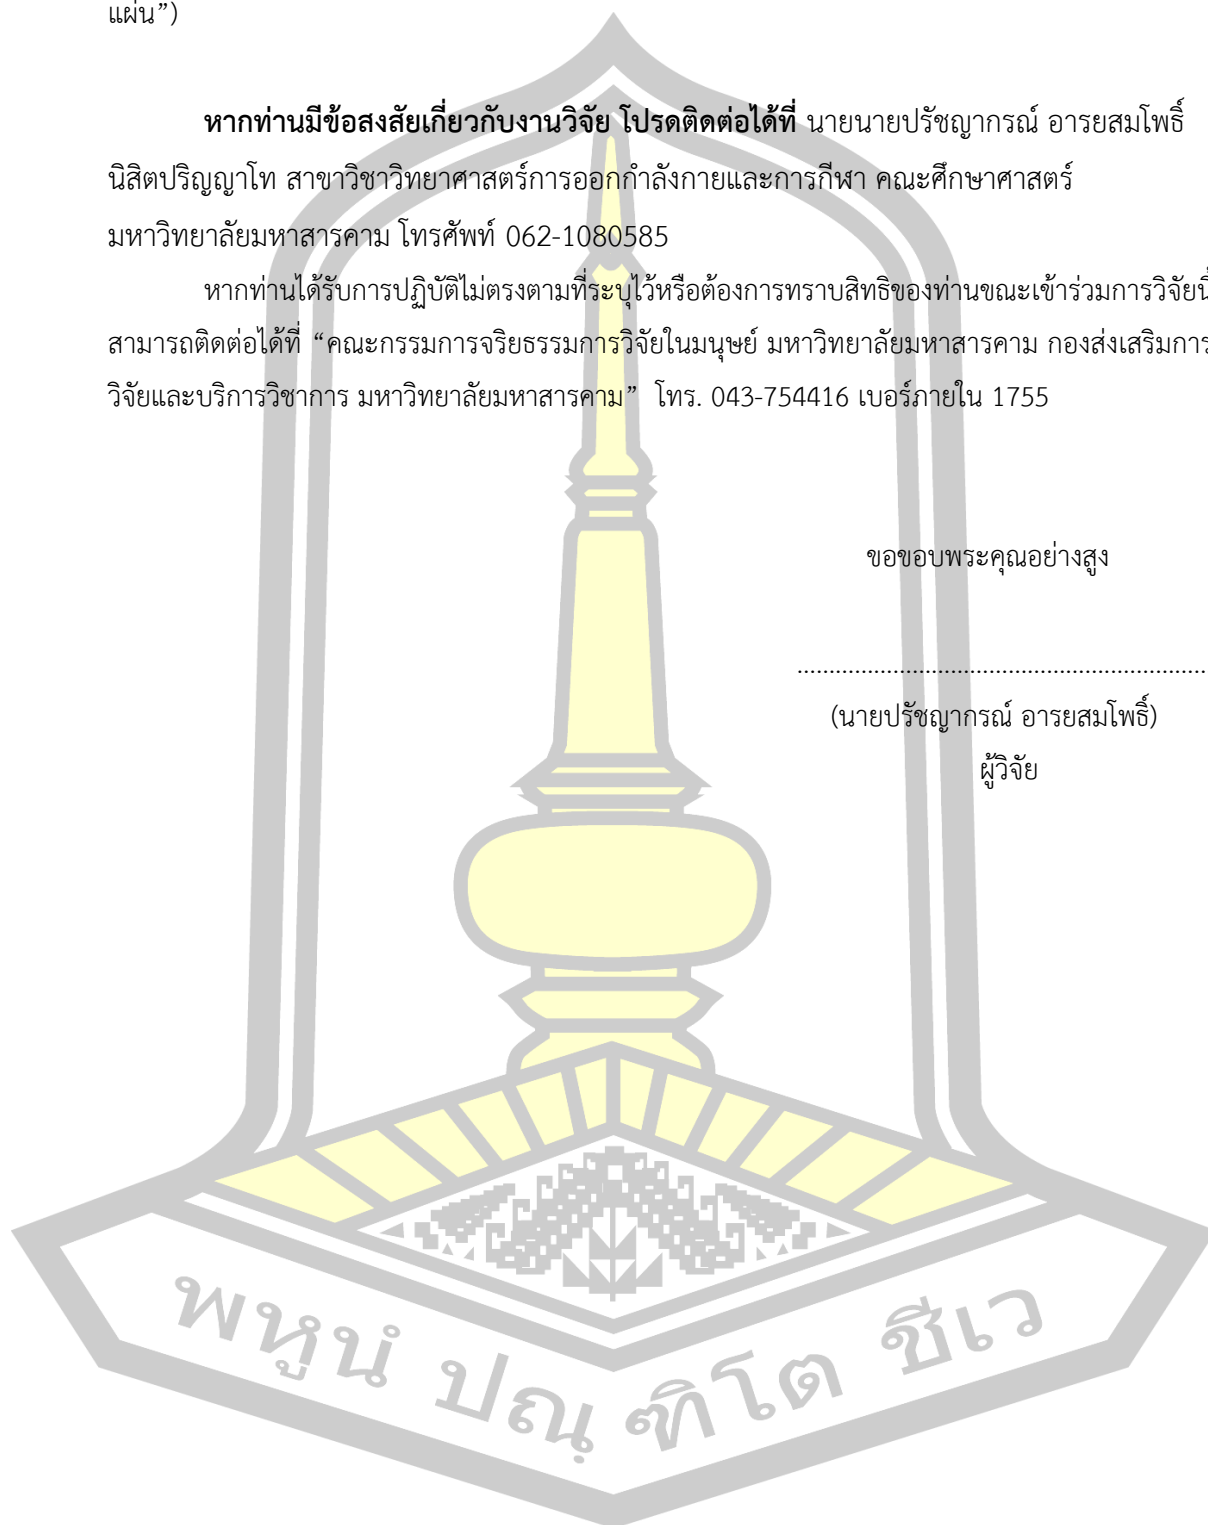 แผ่น”)
หากท่านมีข้อสงสัยเกี่ยวกับงานวิจัย โปรดติดต่อได้ที่ นายนายปรัชญากรณ์ อารยสมโพธิ์
นิสิตปริญญาโท สาขาวิชาวิทยาศาสตร์การออกกำลังกายและการกีฬา คณะศึกษาศาสตร์
มหาวิทยาลัยมหาสารคาม โทรศัพท์ 062-1080585
หากท่านได้รับการปฏิบัติไม่ตรงตามที่ระบุไว้หรือต้องการทราบสิทธิของท่านขณะเข้าร่วมการวิจัยนี้
สามารถติดต่อได้ที่ “คณะกรรมการจริยธรรมการวิจัยในมนุษย์ มหาวิทยาลัยมหาสารคาม กองส่งเสริมการ
วิจัยและบริการวิชาการ มหาวิทยาลัยมหาสารคาม” โทร. 043-754416 เบอร์ภายใน 1755
ขอขอบพระคุณอย่างสูง
................................................................
(นายปรัชญากรณ์ อารยสมโพธิ์)
ผู้วิจัย
พหูนํ ปณฺฑิโต ชีเว